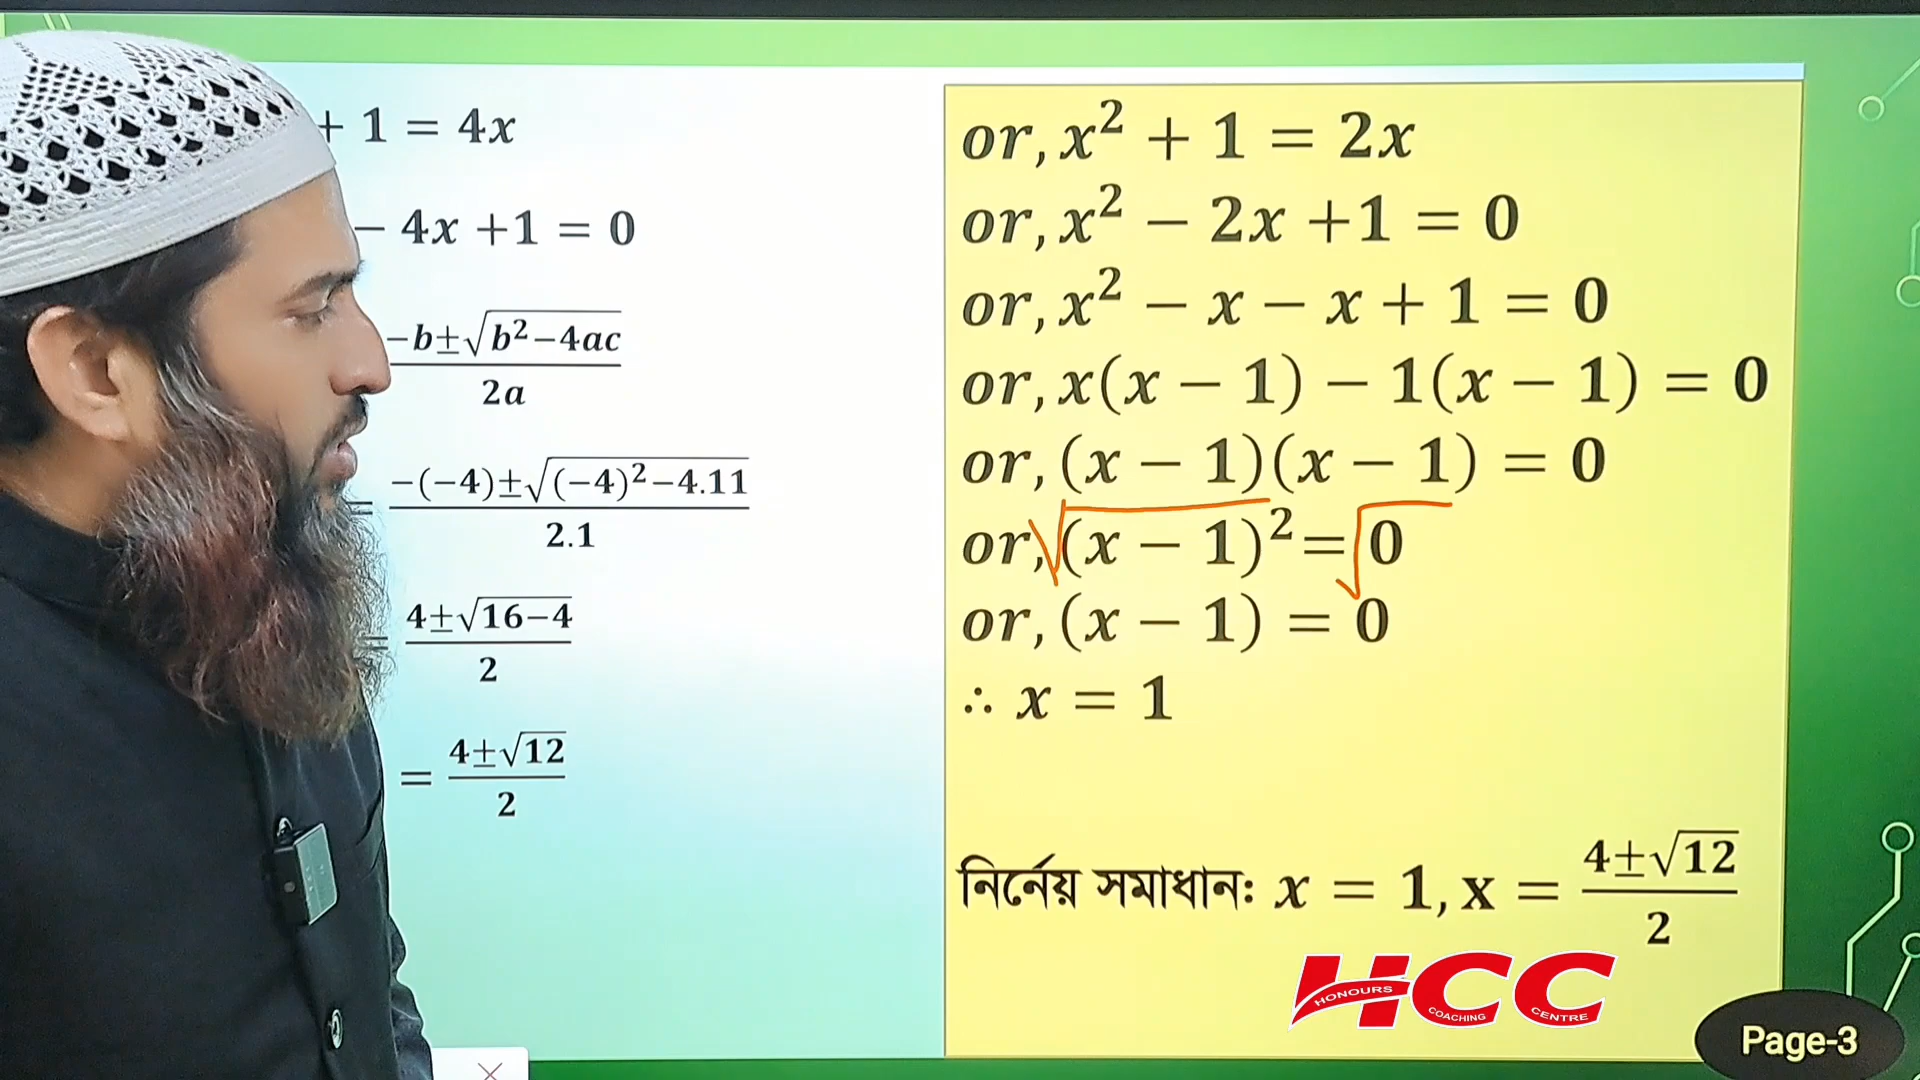 + 1 = 4x
− 4x +1 = 0
−b±√b²−4ac / 2a
= −(−4)±√(−4)²−4.11 / 2.1
= 4±√16−4 / 2
= 4±√12 / 2
or, x² + 1 = 2x
or, x² − 2x +1 = 0
or, x² − x − x + 1 = 0
or, x(x − 1) − 1(x − 1) = 0
or, (x − 1)(x − 1) = 0
or, √(x − 1)² = √0
or, (x − 1) = 0
∴ x = 1
নির্নেয় সমাধানঃ x = 1, x = 4±√12 / 2
HCC
HONOURS COACHING CENTRE
Page-3